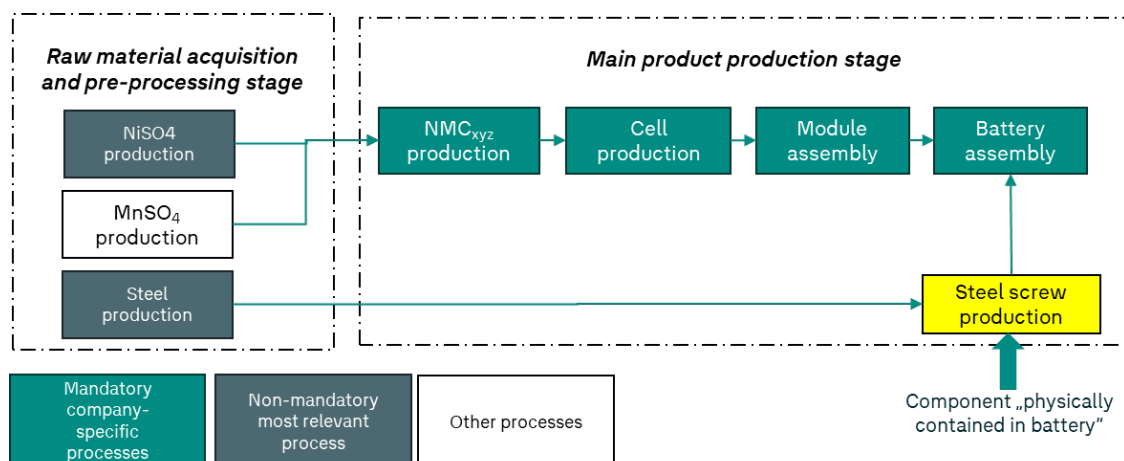 Raw material acquisition
and pre-processing stage
NiSO4
production
MnSO₄
production
Steel
production
Main product production stage
NMCxyz
production
Cell
production
Module
assembly
Battery
assembly
Steel screw
production
Component „physically
contained in battery"
Mandatory
company-
specific
processes
Non-mandatory
most relevant
process
Other processes